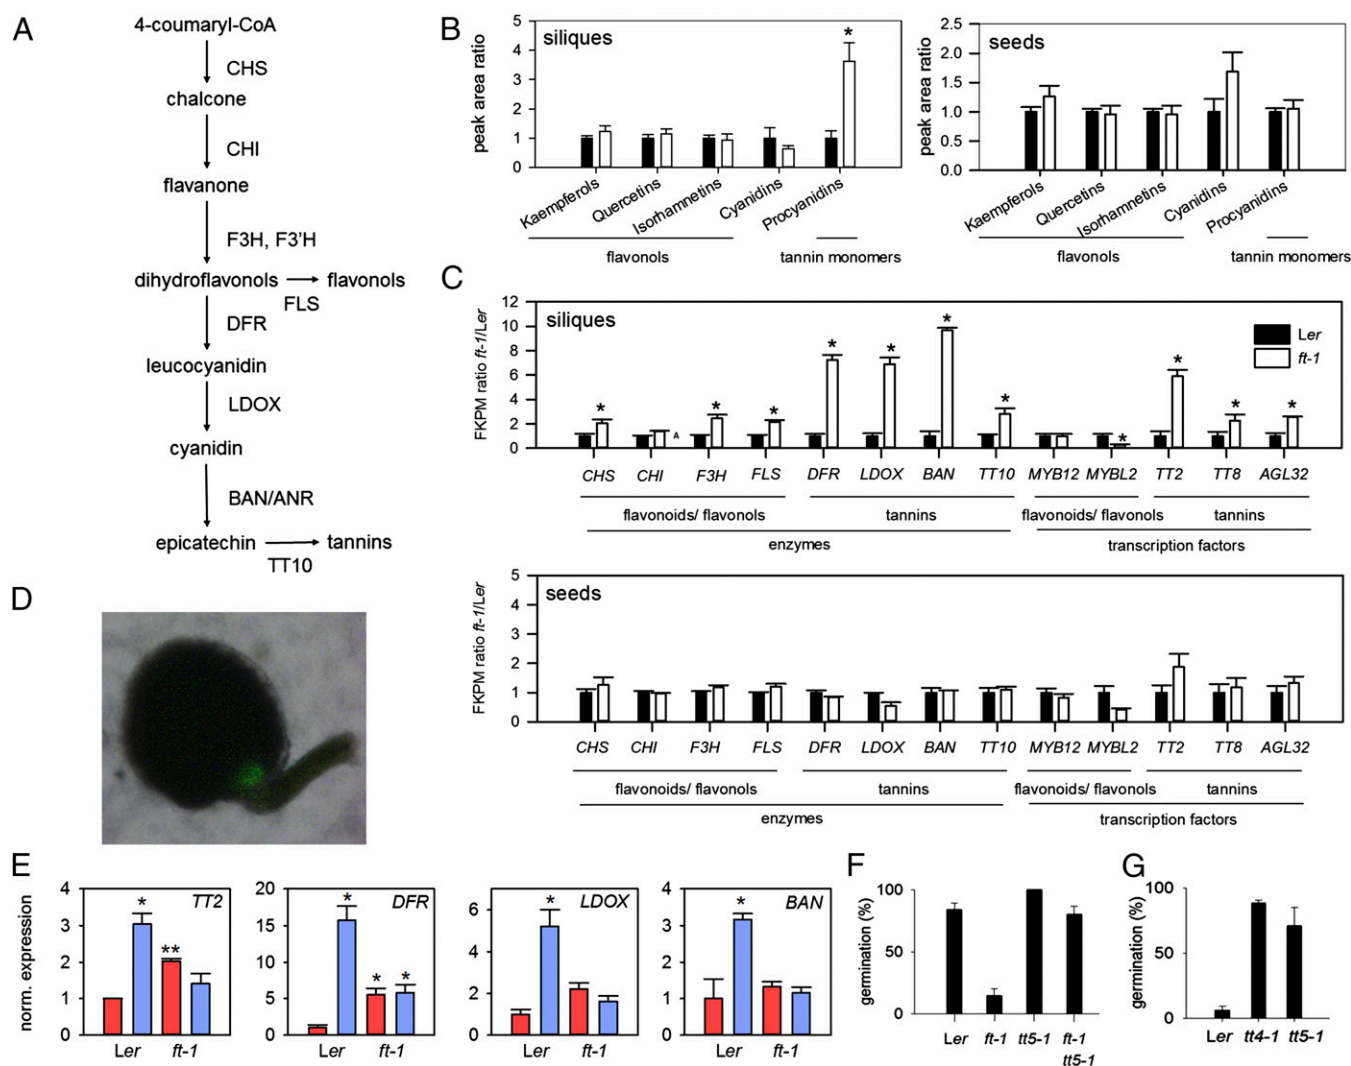 A
4-coumaryl-CoA
CHS
chalcone
CHI
flavanone
F3H, F3'H
dihydroflavonols
flavonols
FLS
DFR
leucocyanidin
LDOX
cyanidin
BAN/ANR
epicatechin
tannins
TT10
B
siliques
peak area ratio
5
4
3
2
1
0
*
Kaempferols
Quercetins
Isorhamnetins
Cyanidins
Procyanidins
flavonols
tannin monomers
seeds
peak area ratio
2.5
2.0
1.5
1.0
0.5
0.0
Kaempferols
Quercetins
Isorhamnetins
Cyanidins
Procyanidins
flavonols
tannin monomers
C
siliques
FKPM ratio ft-1/Ler
12
10
8
6
4
2
0
Ler
ft-1
* A * * * * * * * * * *
CHS CHI F3H FLS DFR LDOX BAN TT10 MYB12 MYBL2 TT2 TT8 AGL32
flavonoids/ flavonols tannins flavonoids/ flavonols tannins
enzymes transcription factors
seeds
FKPM ratio ft-1/Ler
5
4
3
2
1
0
CHS CHI F3H FLS DFR LDOX BAN TT10 MYB12 MYBL2 TT2 TT8 AGL32
flavonoids/ flavonols tannins flavonoids/ flavonols tannins
enzymes transcription factors
D
E
norm. expression
TT2
4
3
2
1
0
* **
Ler ft-1
DFR
20
15
10
5
0
* * *
Ler ft-1
LDOX
6
4
2
0
*
Ler ft-1
BAN
4
3
2
1
0
*
Ler ft-1
F
germination (%)
100
50
0
Ler ft-1 tt5-1 ft-1
tt5-1
G
germination (%)
100
50
0
Ler tt4-1 tt5-1